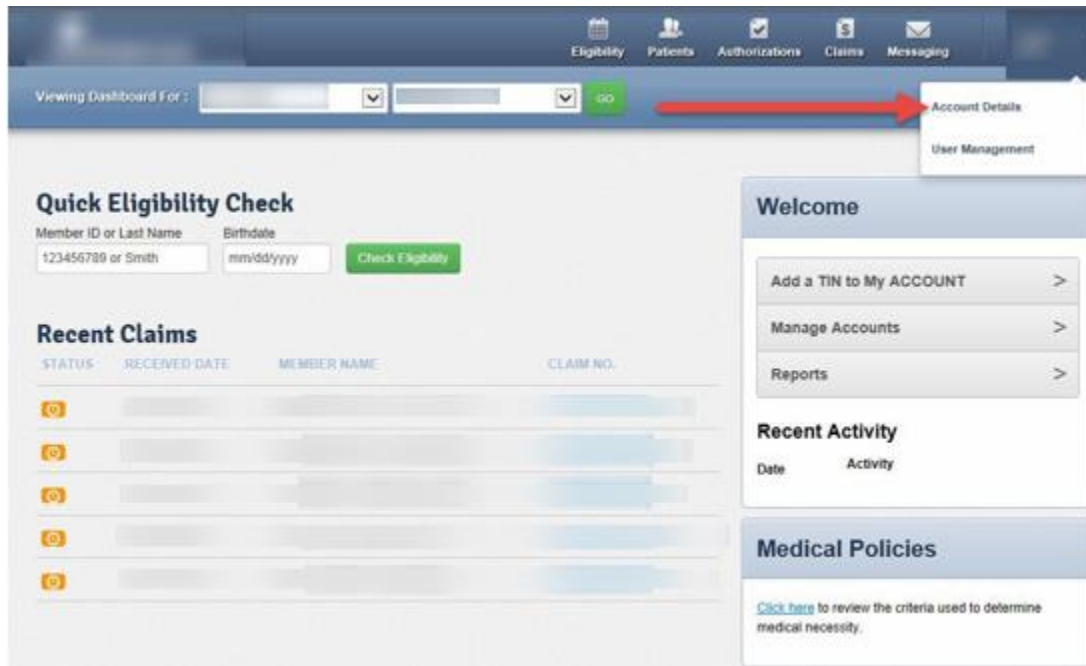 Eligibility Patients Authorizations Claims Messaging
Viewing Dashboard For : GO
Account Details
User Management
Quick Eligibility Check
Member ID or Last Name Birthdate
123456789 or Smith mm/dd/yyyy Check Eligibility
Recent Claims
STATUS RECEIVED DATE MEMBER NAME CLAIM NO.
Welcome
Add a TIN to My ACCOUNT >
Manage Accounts >
Reports >
Recent Activity
Date Activity
Medical Policies
Click here to review the criteria used to determine
medical necessity.